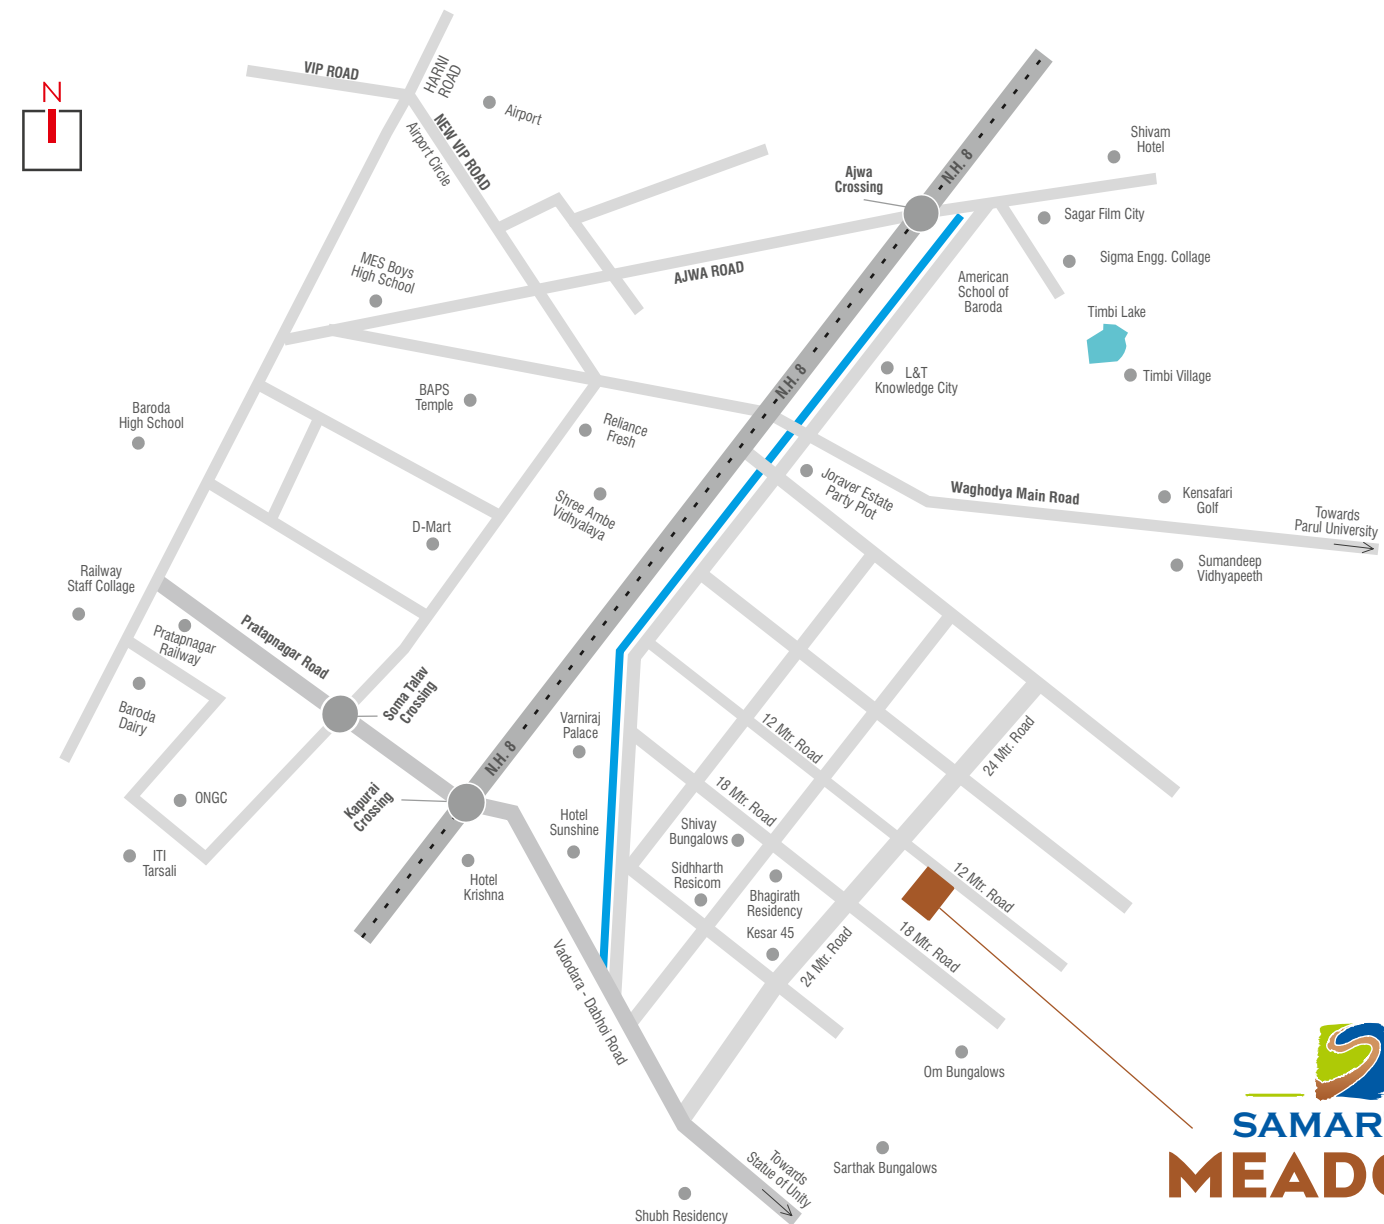 N
VIP ROAD
HARNI
ROAD
Airport
NEW VIP ROAD
Airport Circle
N.H. 8
Shivam
Hotel
Ajwa
Crossing
Sagar Film City
MES Boys
High School
AJWA ROAD
Sigma Engg. Collage
American
School of
Baroda
Timbi Lake
N.H. 8
L&T
Knowledge City
Timbi Village
BAPS
Temple
Baroda
High School
Reliance
Fresh
Joraver Estate
Party Plot
Waghodya Main Road
Kensafari
Golf
Towards
Parul University
Shree Ambe
Vidhyalaya
D-Mart
Sumandeep
Vidhyapeeth
Railway
Staff Collage
Pratapnagar
Railway
Pratapnagar Road
Soma Talav
Crossing
Baroda
Dairy
Varniraj
Palace
12 Mtr. Road
24 Mtr. Road
N.H. 8
ONGC
Kapurai
Crossing
18 Mtr. Road
Hotel
Sunshine
Shivay
Bungalows
ITI
Tarsali
Hotel
Krishna
Sidhharth
Resicom
Bhagirath
Residency
12 Mtr. Road
Kesar 45
18 Mtr. Road
24 Mtr. Road
Vadodara - Dabhoi Road
Om Bungalows
SAMAR
MEADO
Towards
Statue of Unity
Sarthak Bungalows
Shubh Residency